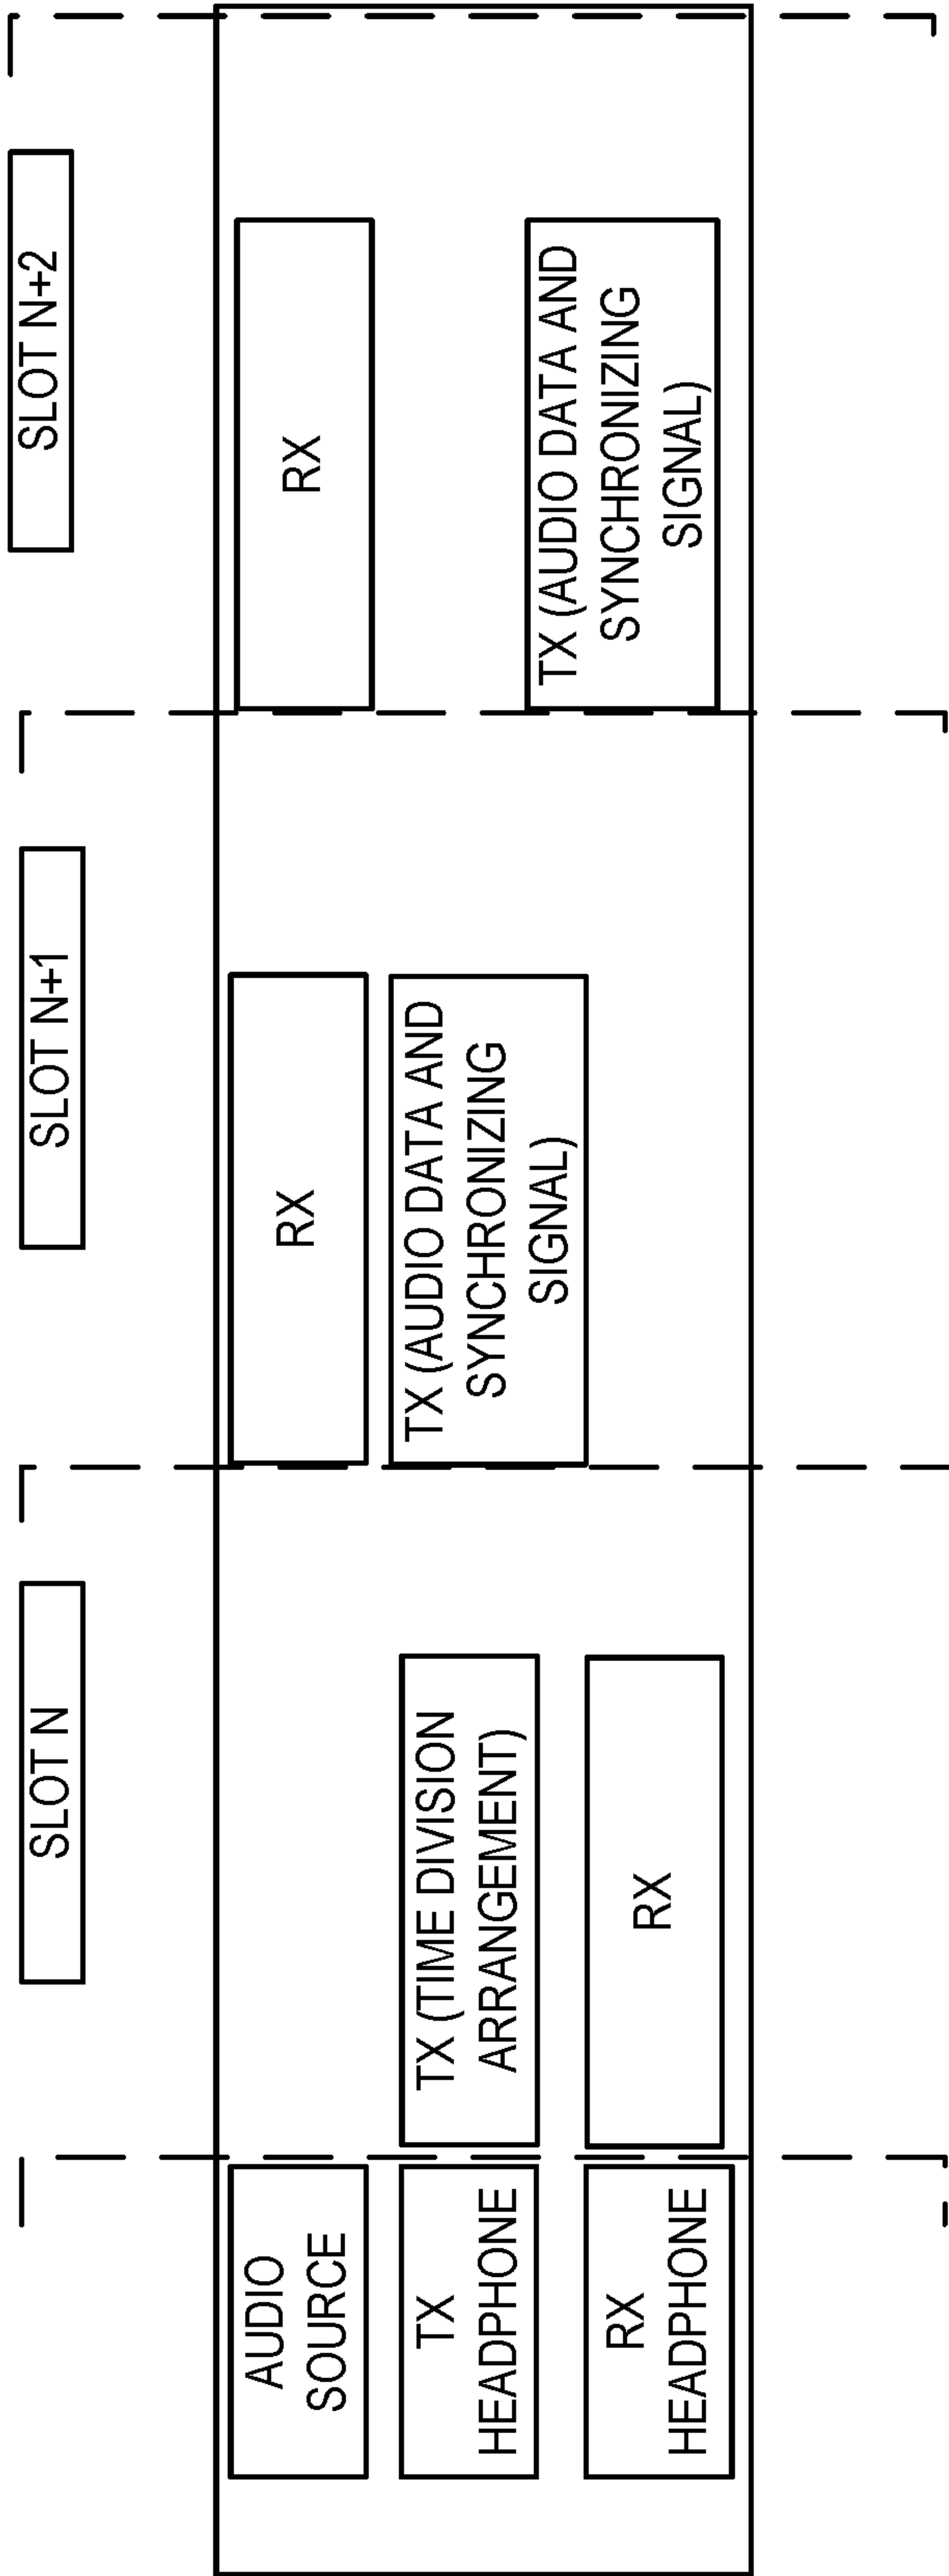 SLOT N
SLOT N+1
SLOT N+2
AUDIO
SOURCE
RX
RX
TX
HEADPHONE
TX (TIME DIVISION
ARRANGEMENT)
TX (AUDIO DATA AND
SYNCHRONIZING
SIGNAL)
RX
HEADPHONE
RX
TX (AUDIO DATA AND
SYNCHRONIZING
SIGNAL)